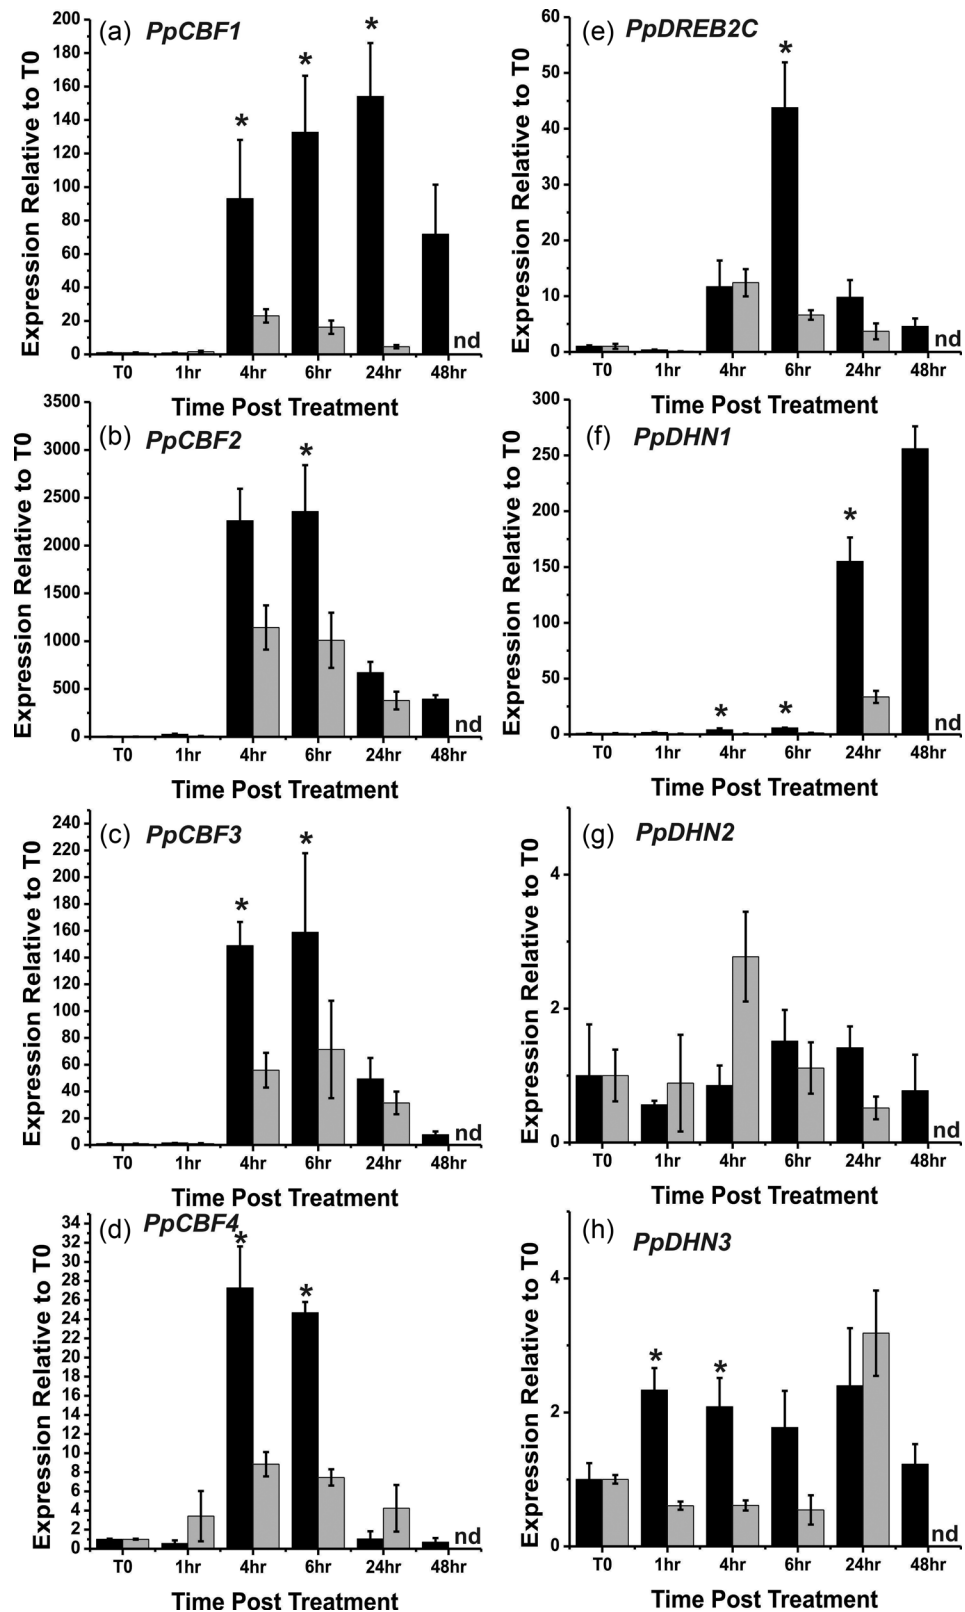 (a) PpCBF1
Expression Relative to T0
200
180
160
140
120
100
80
60
40
20
0
* * *
nd
T0 1hr 4hr 6hr 24hr 48hr
Time Post Treatment
(b) PpCBF2
Expression Relative to T0
3500
3000
2500
2000
1500
1000
500
0
*
nd
T0 1hr 4hr 6hr 24hr 48hr
Time Post Treatment
(c) PpCBF3
Expression Relative to T0
240
220
200
180
160
140
120
100
80
60
40
20
0
* *
nd
T0 1hr 4hr 6hr 24hr 48hr
Time Post Treatment
(d) PpCBF4
Expression Relative to T0
34
32
30
28
26
24
22
20
18
16
14
12
10
8
6
4
2
0
* *
nd
T0 1hr 4hr 6hr 24hr 48hr
Time Post Treatment
(e) PpDREB2C
Expression Relative to T0
60
50
40
30
20
10
0
*
nd
T0 1hr 4hr 6hr 24hr 48hr
Time Post Treatment
(f) PpDHN1
Expression Relative to T0
300
250
200
150
100
50
0
* * *
nd
T0 1hr 4hr 6hr 24hr 48hr
Time Post Treatment
(g) PpDHN2
Expression Relative to T0
4
2
0
nd
T0 1hr 4hr 6hr 24hr 48hr
Time Post Treatment
(h) PpDHN3
Expression Relative to T0
4
2
0
* *
nd
T0 1hr 4hr 6hr 24hr 48hr
Time Post Treatment